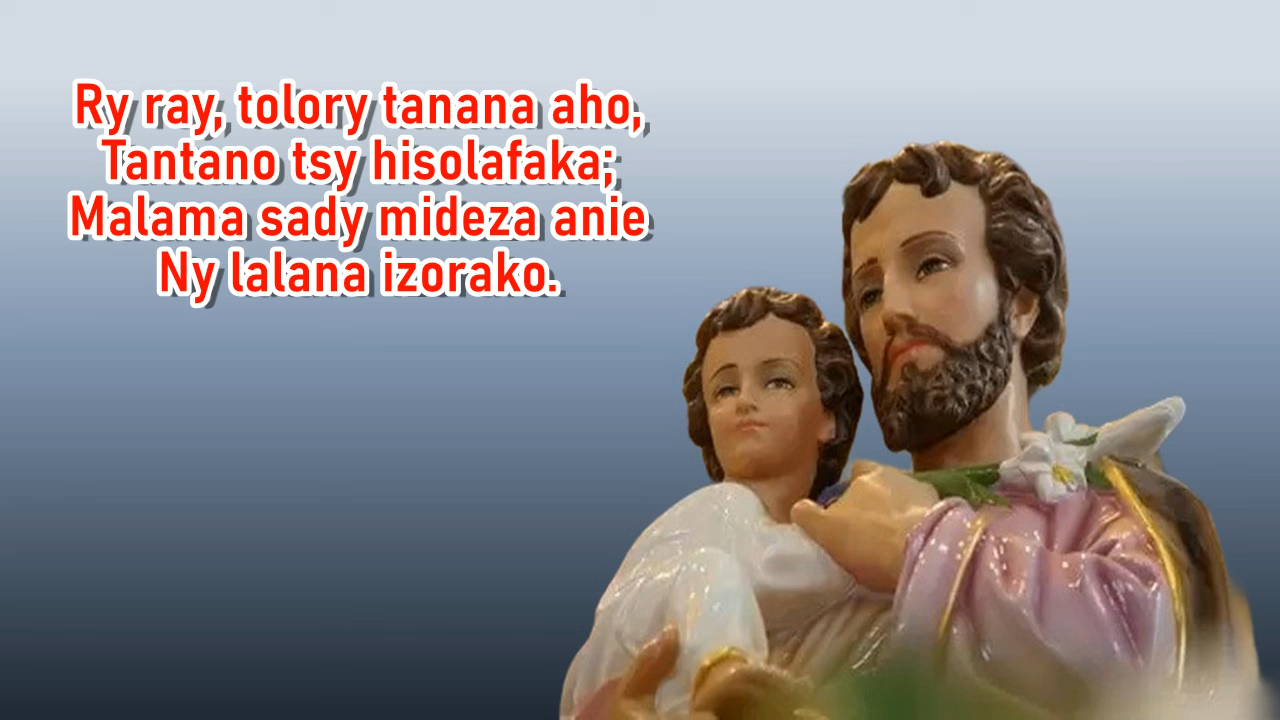 Ry ray, tolory tanana aho,
Tantano tsy hisolafaka;
Malama sady mideza anie
Ny lalana izorako.